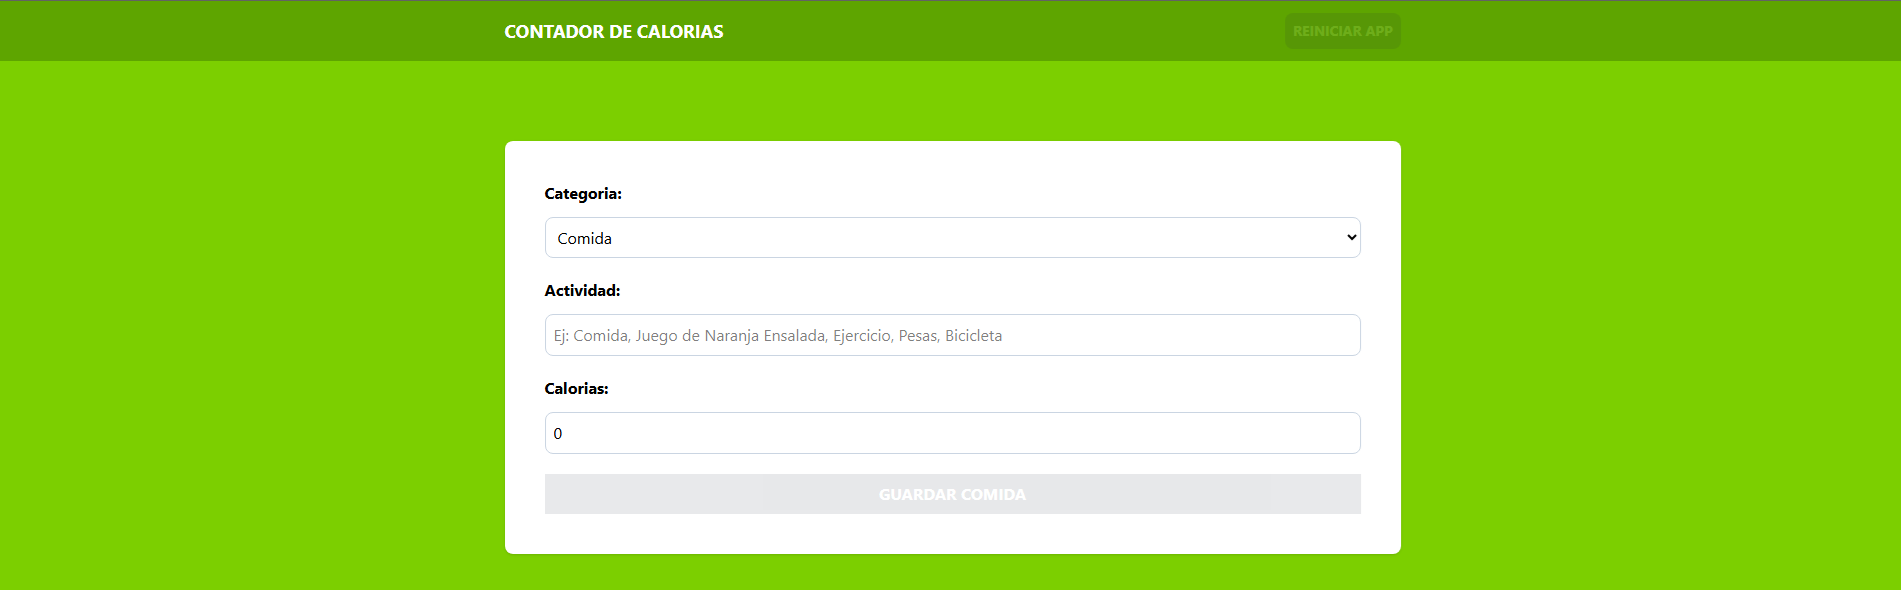 CONTADOR DE CALORIAS
REINICIAR APP
Categoria:
Comida
Actividad:
Ej: Comida, Juego de Naranja Ensalada, Ejercicio, Pesas, Bicicleta
Calorias:
0
GUARDAR COMIDA